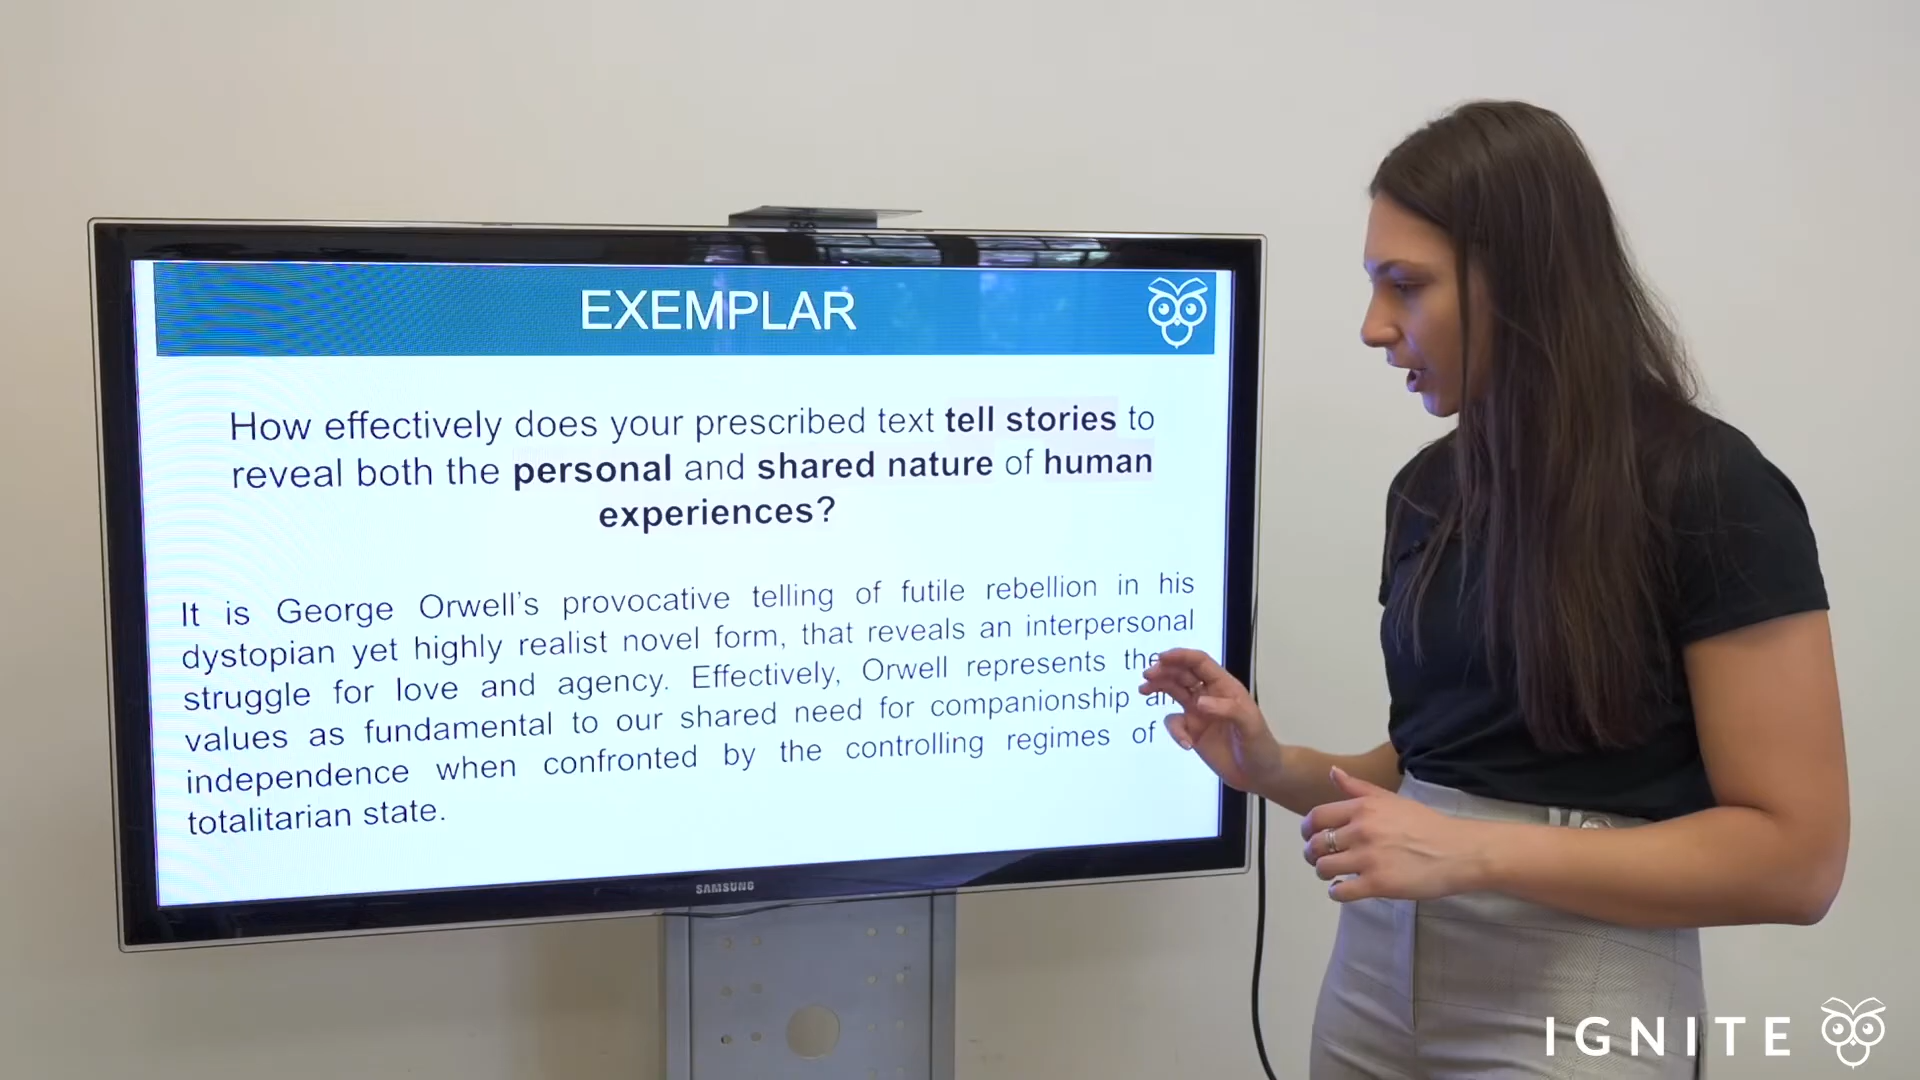 EXEMPLAR
How effectively does your prescribed text tell stories to
reveal both the personal and shared nature of human
experiences?
It is George Orwell's provocative telling of futile rebellion in his
dystopian yet highly realist novel form, that reveals an interpersonal
struggle for love and agency. Effectively, Orwell represents
values as fundamental to our shared need for companionship
independence when confronted by the controlling regimes of
totalitarian state.
SAMSUNG
IGNITE